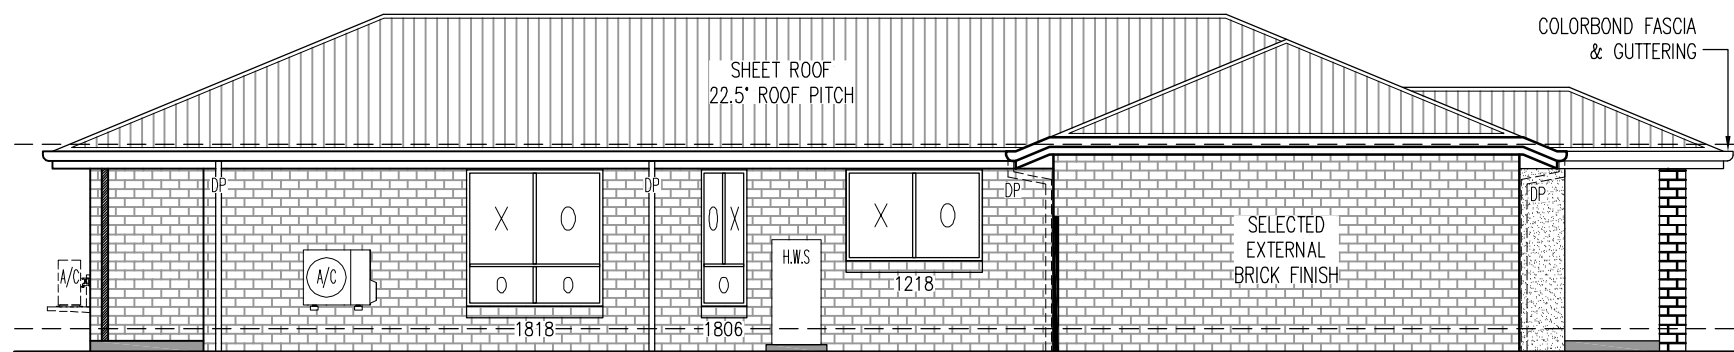 COLORBOND FASCIA
& GUTTERING
SHEET ROOF
22.5° ROOF PITCH
DP
DP
DP
DP
X O
O X
X O
SELECTED
EXTERNAL
BRICK FINISH
H.W.S
A/C
A/C
O O
O
1218
1818
1806